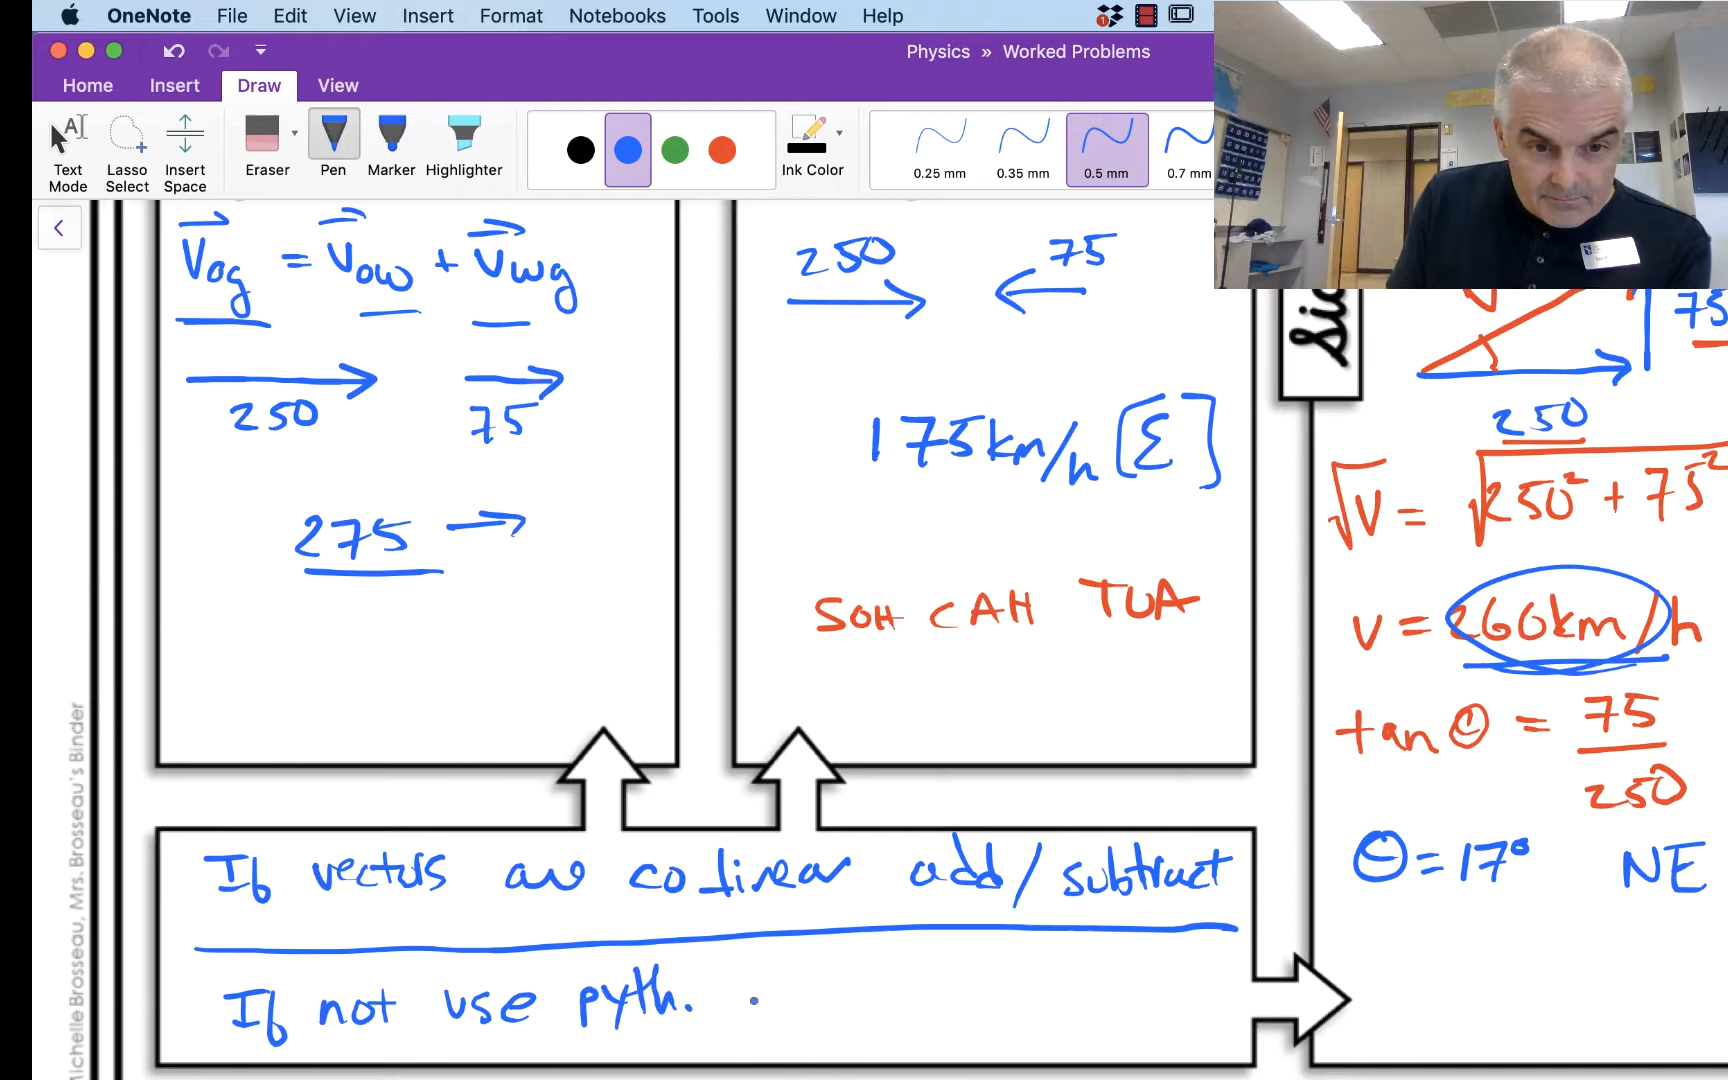 OneNote File Edit View Insert Format Notebooks Tools Window Help
1
Physics » Worked Problems
Home Insert Draw View
A
Text Mode
Lasso Select
Insert Space
Eraser
Pen
Marker
Highlighter
Ink Color
0.25 mm
0.35 mm
0.5 mm
0.7 mm
Vog = Vow + Vwg
250 75
275
250 75
175 km/h [E]
SOH CAH TOA
75
250
V = √250² + 75²
v = 260km/h
tan Θ = 75
250
Θ = 17° NE
If vectors are colinear add/subtract
If not use pyth.
Michelle Brosseau, Mrs. Brosseau's Binder